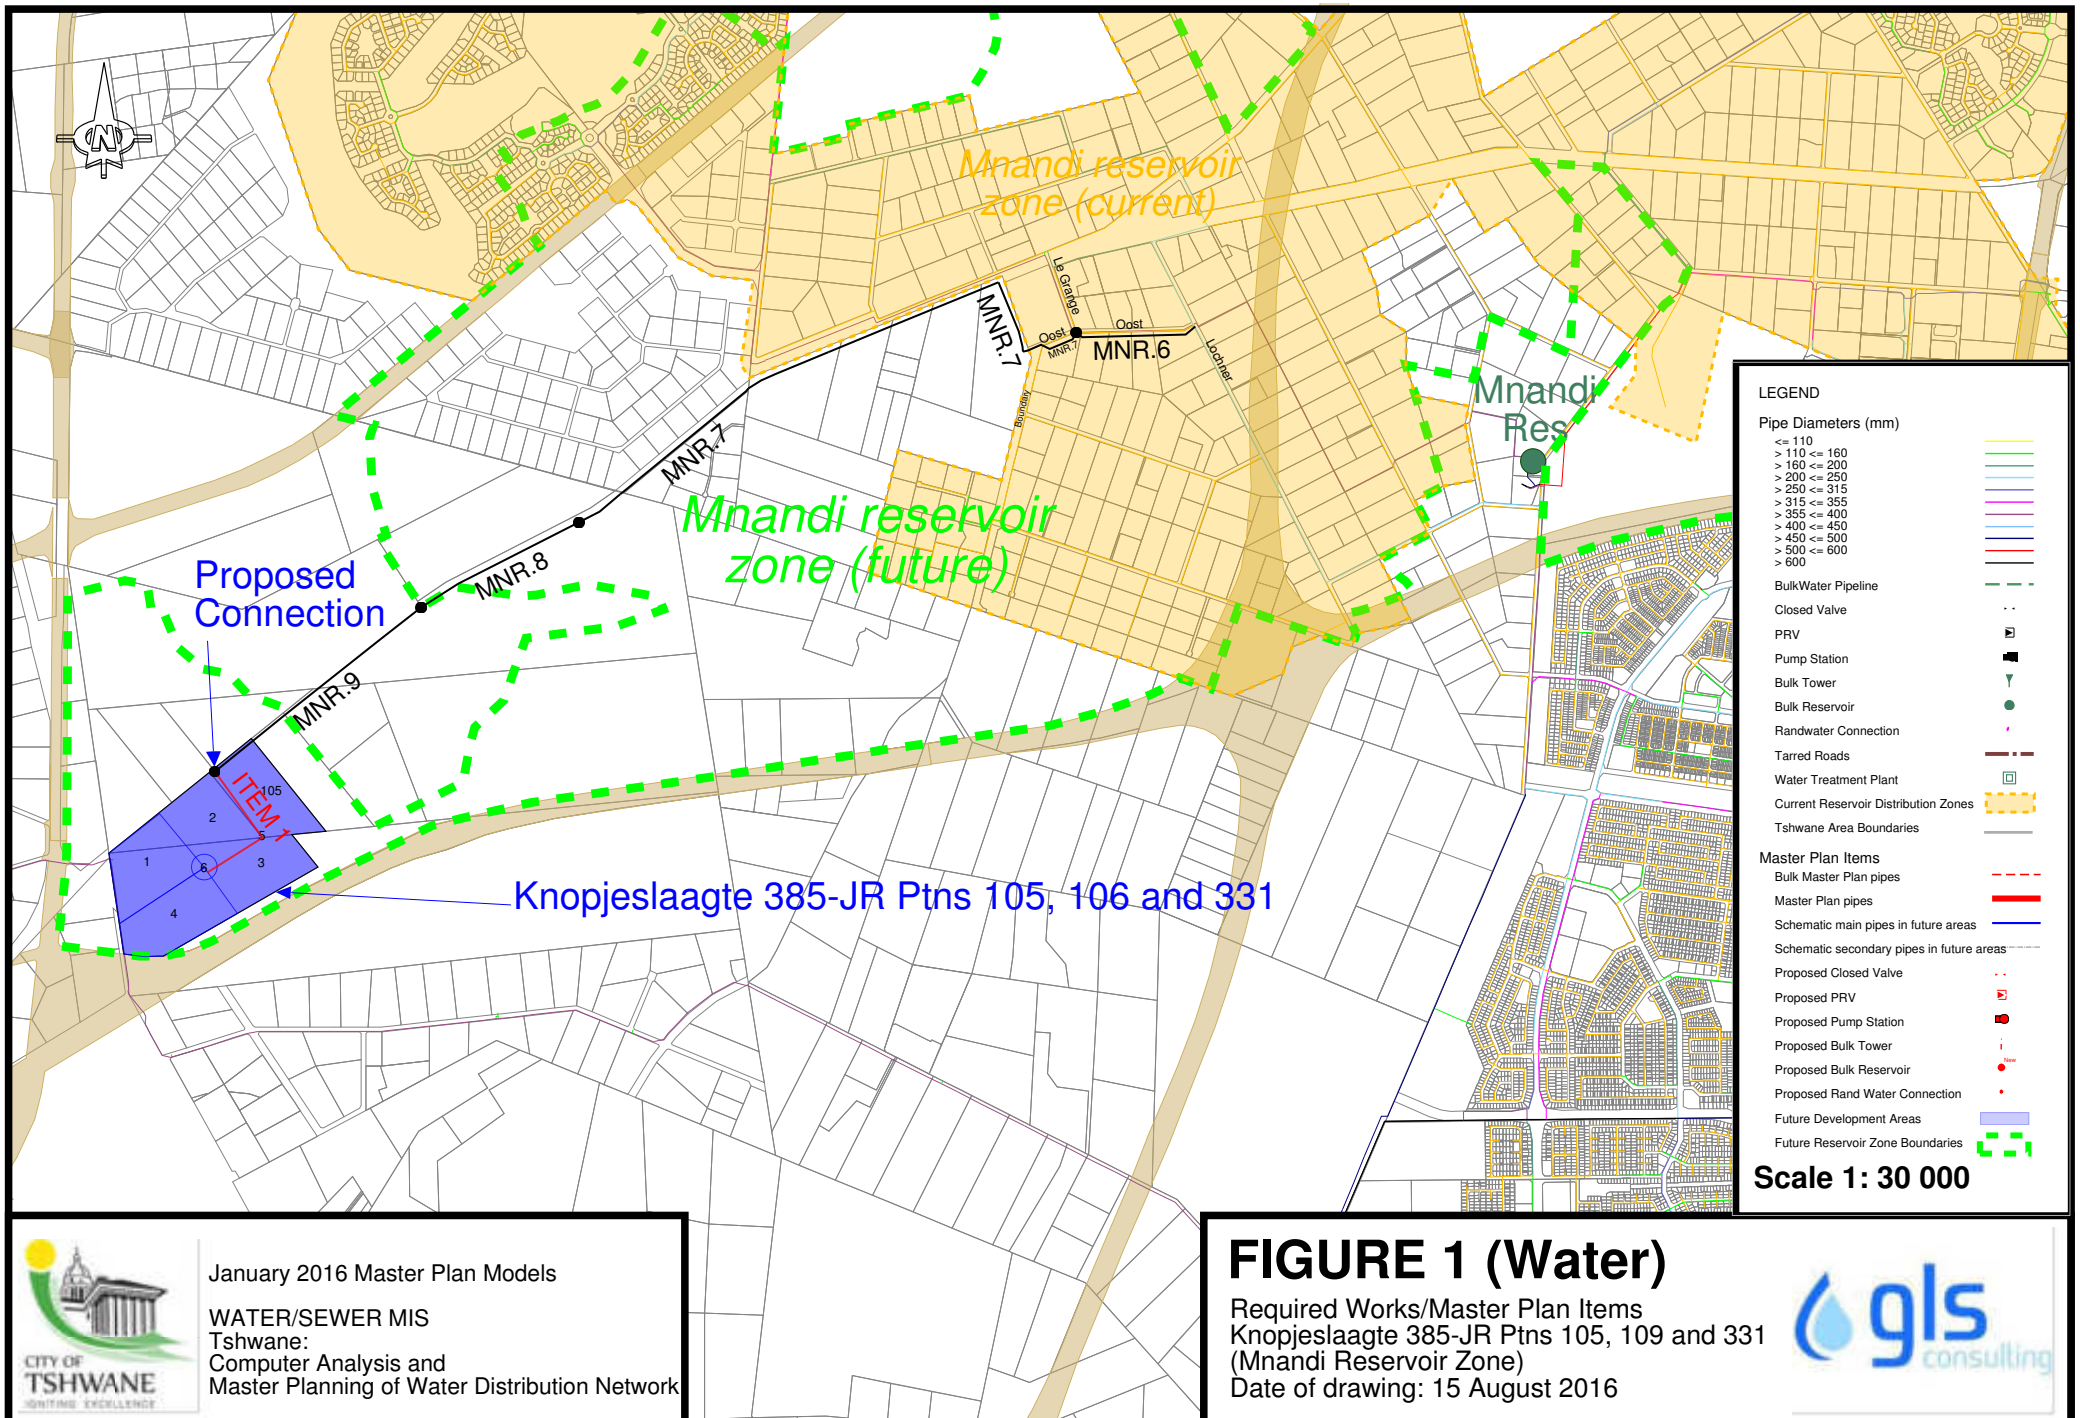 N
Mnandi reservoir
zone (current)
Le Grange
Oost
Oost
MNR.7
MNR.7
MNR.6
Lochner
Boundary
Mnandi
Res
MNR.7
Mnandi reservoir
zone (future)
MNR.8
Proposed
Connection
MNR.9
ITEM 1
105
2
5
1
6
3
4
Knopjeslaagte 385-JR Ptns 105, 106 and 331
LEGEND
Pipe Diameters (mm)
<= 110
> 110 <= 160
> 160 <= 200
> 200 <= 250
> 250 <= 315
> 315 <= 355
> 355 <= 400
> 400 <= 450
> 450 <= 500
> 500 <= 600
> 600
BulkWater Pipeline
Closed Valve
PRV
Pump Station
Bulk Tower
Bulk Reservoir
Randwater Connection
Tarred Roads
Water Treatment Plant
Current Reservoir Distribution Zones
Tshwane Area Boundaries
Master Plan Items
Bulk Master Plan pipes
Master Plan pipes
Schematic main pipes in future areas
Schematic secondary pipes in future areas
Proposed Closed Valve
Proposed PRV
Proposed Pump Station
Proposed Bulk Tower
New
Proposed Bulk Reservoir
Proposed Rand Water Connection
Future Development Areas
Future Reservoir Zone Boundaries
Scale 1: 30 000
CITY OF
TSHWANE
IGNITING EXCELLENCE
January 2016 Master Plan Models
WATER/SEWER MIS
Tshwane:
Computer Analysis and
Master Planning of Water Distribution Network
FIGURE 1 (Water)
Required Works/Master Plan Items
Knopjeslaagte 385-JR Ptns 105, 109 and 331
(Mnandi Reservoir Zone)
Date of drawing: 15 August 2016
gls
consulting